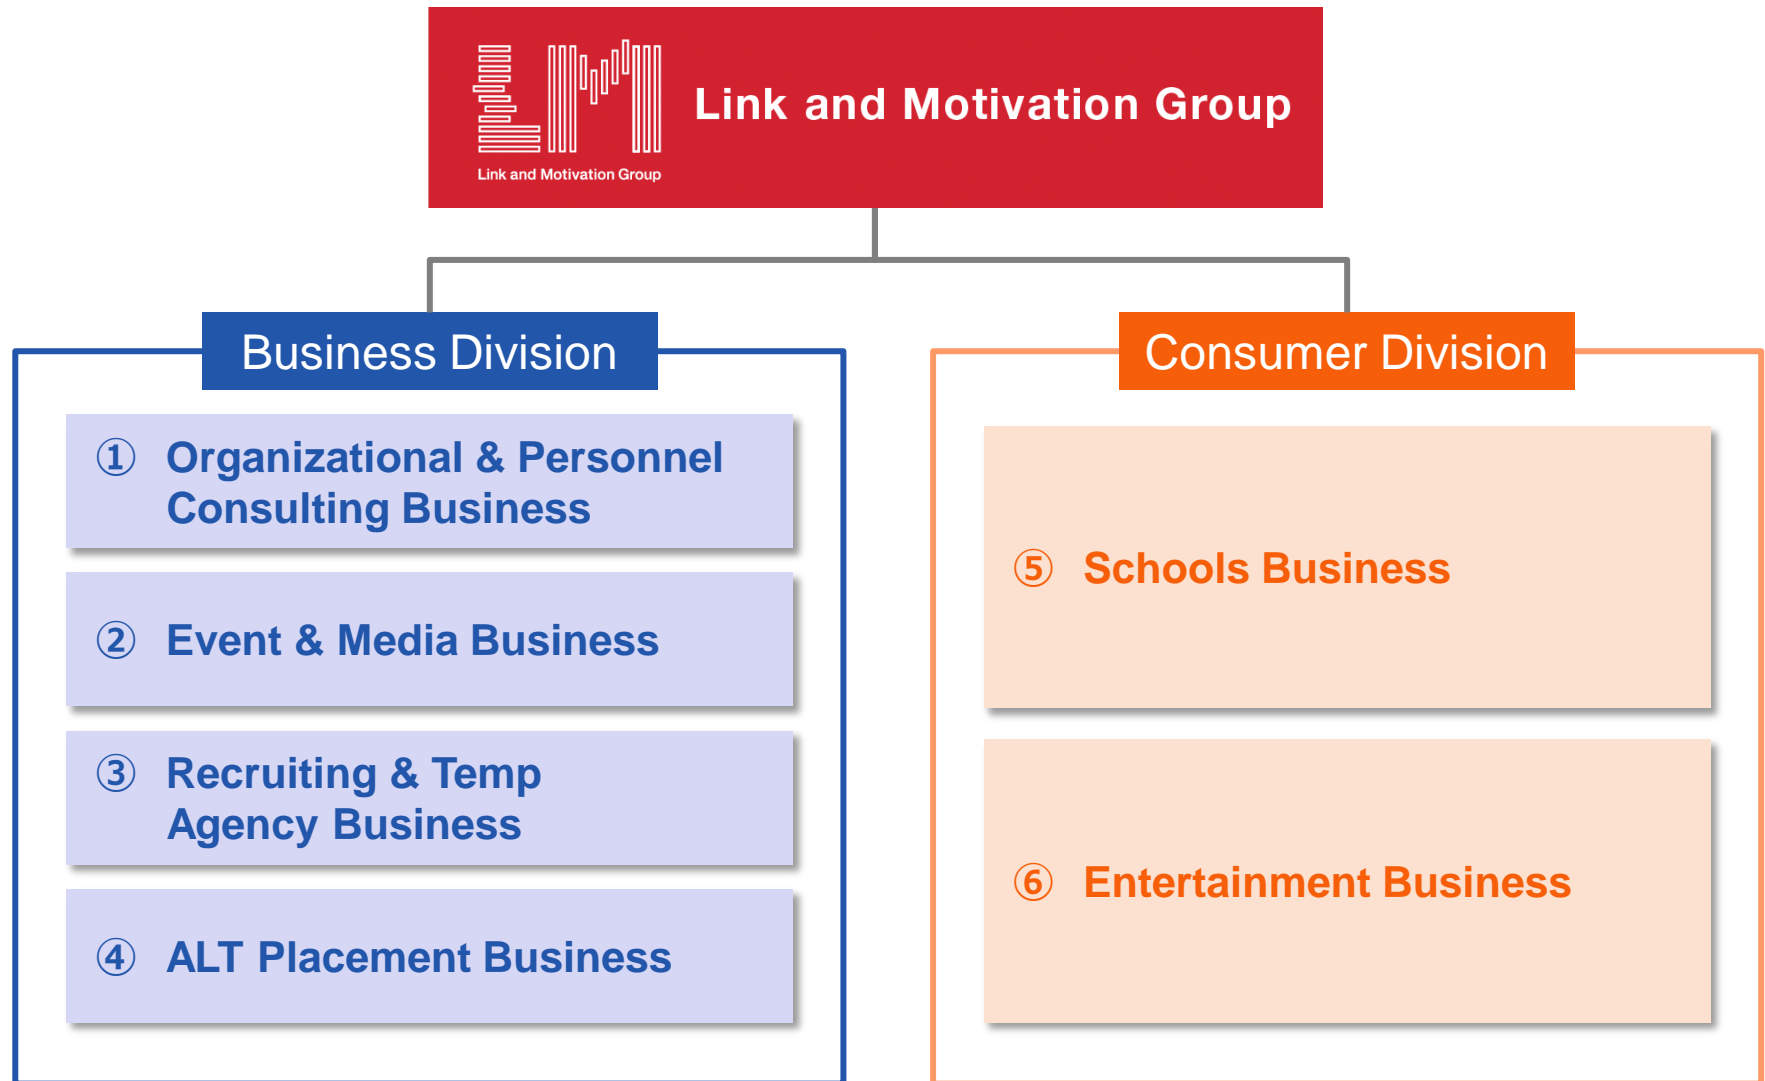 Link and Motivation Group
Link and Motivation Group
Business Division
① Organizational & Personnel
Consulting Business
② Event & Media Business
③ Recruiting & Temp
Agency Business
④ ALT Placement Business
Consumer Division
⑤ Schools Business
⑥ Entertainment Business